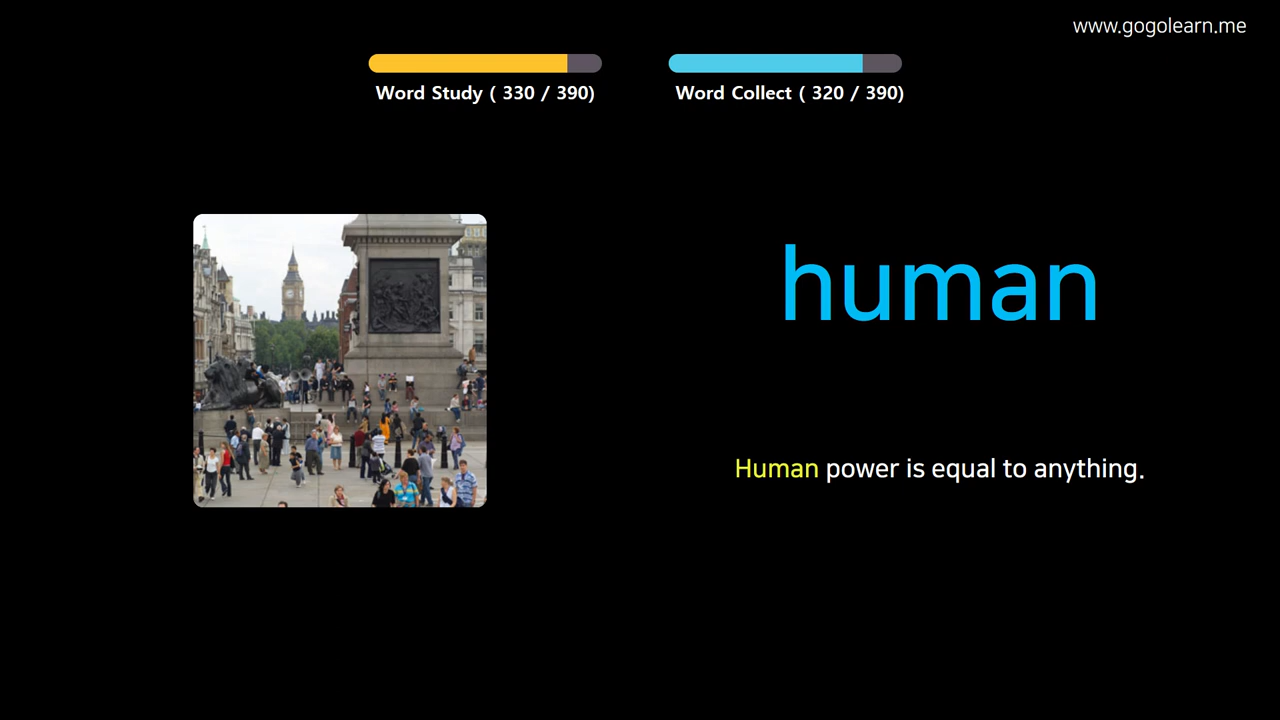 www.gogolearn.me
Word Study ( 330 / 390)
Word Collect ( 320 / 390)
human
Human power is equal to anything.